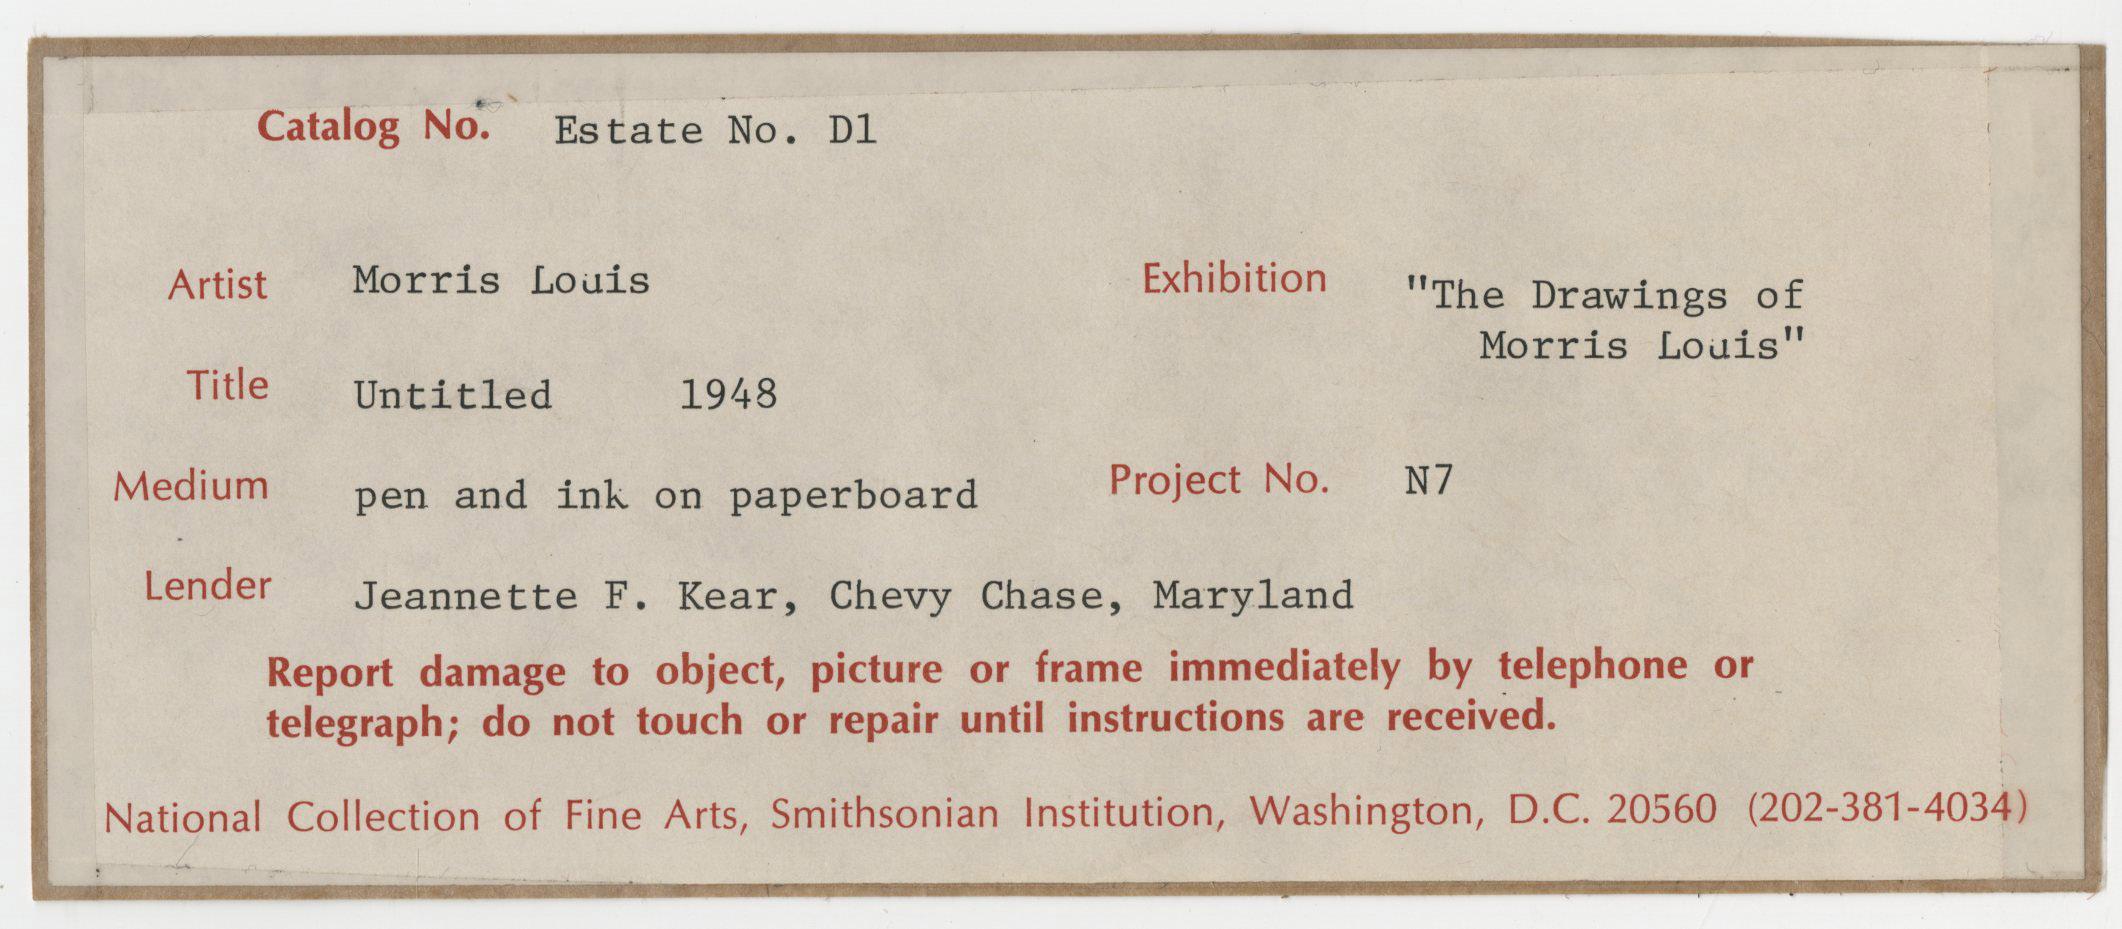 Catalog No. Estate No. D1
Artist Morris Louis
Exhibition "The Drawings of
Morris Louis"
Title Untitled 1948
Medium pen and ink on paperboard
Project No. N7
Lender Jeannette F. Kear, Chevy Chase, Maryland
Report damage to object, picture or frame immediately by telephone or
telegraph; do not touch or repair until instructions are received.
National Collection of Fine Arts, Smithsonian Institution, Washington, D.C. 20560 (202-381-4034)